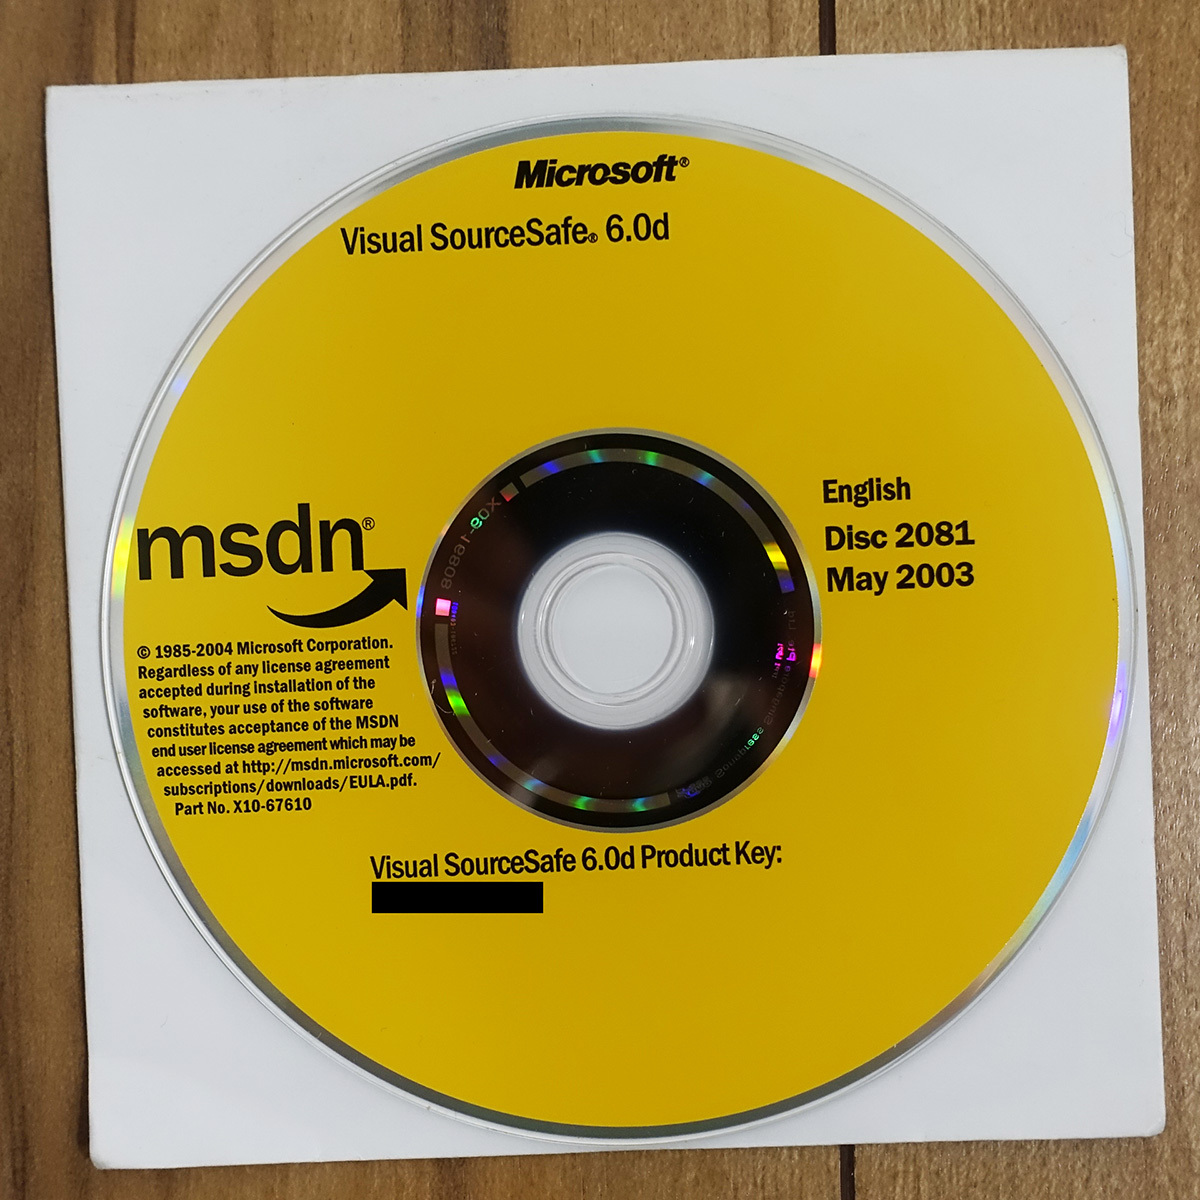 Microsoft®
Visual SourceSafe® 6.0d
msdn®
English
Disc 2081
May 2003
© 1985-2004 Microsoft Corporation.
Regardless of any license agreement
accepted during installation of the
software, your use of the software
constitutes acceptance of the MSDN
end user license agreement which may be
accessed at http://msdn.microsoft.com/
subscriptions/downloads/EULA.pdf.
Part No. X10-67610
Visual SourceSafe 6.0d Product Key: